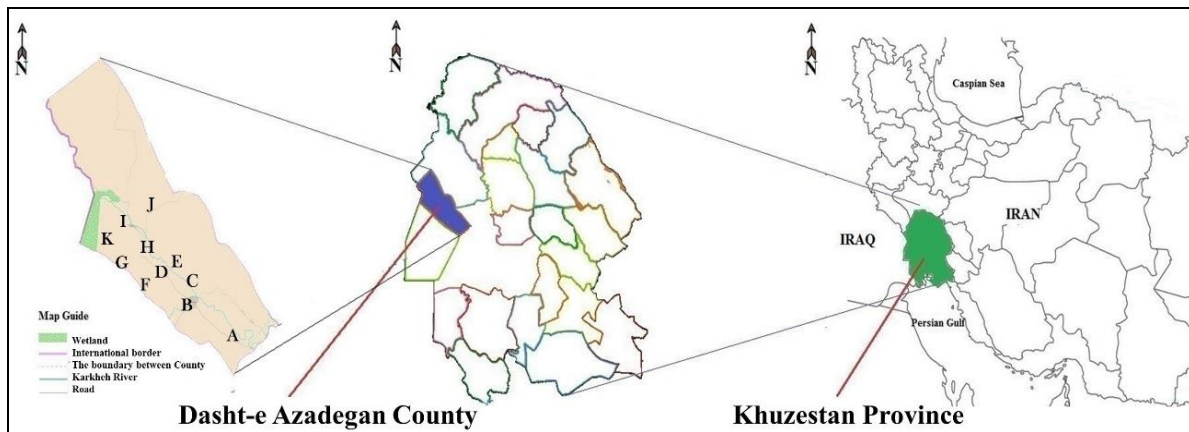 N
J
I
K
H
G
E
D
C
F
B
A
Map Guide
Wetland
International border
The boundary between County
Karkheh River
Road
N
Dasht-e Azadegan County
N
Caspian Sea
IRAN
IRAQ
Persian Gulf
Khuzestan Province